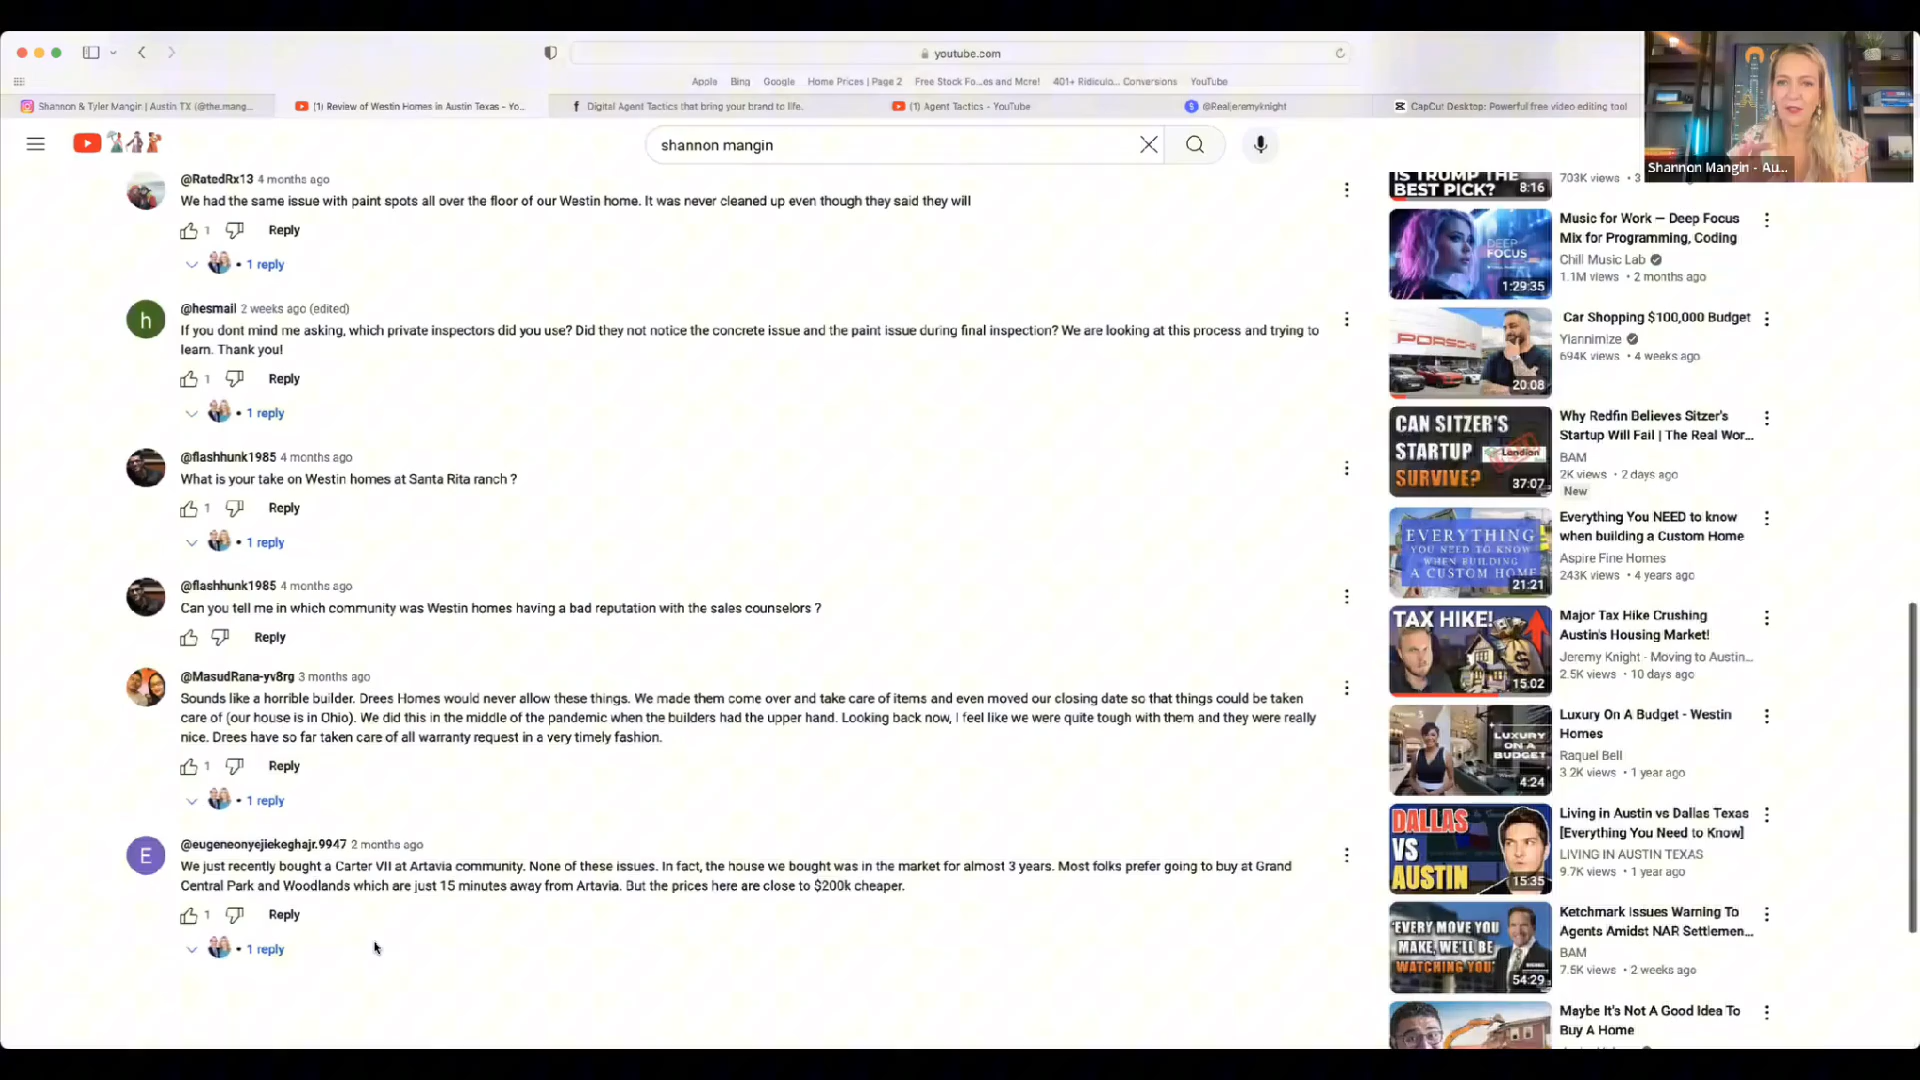 youtube.com
Apple Bing Google Home Prices | Page 2 Free Stock Fo...es and More! 401+ Ridiculo... Conversions YouTube
Shannon & Tyler Mangin | Austin TX (@the.mang...
(1) Review of Westin Homes in Austin Texas - Yo...
Digital Agent Tactics that bring your brand to life.
(1) Agent Tactics - YouTube
@Realjeremyknight
CapCut Desktop: Powerful free video editing tool
Shannon Mangin - Au...
shannon mangin
@RatedRx13 4 months ago
We had the same issue with paint spots all over the floor of our Westin home. It was never cleaned up even though they said they will
1 Reply
• 1 reply
h
@hesmail 2 weeks ago (edited)
If you dont mind me asking, which private inspectors did you use? Did they not notice the concrete issue and the paint issue during final inspection? We are looking at this process and trying to
learn. Thank you!
1 Reply
• 1 reply
@flashhunk1985 4 months ago
What is your take on Westin homes at Santa Rita ranch ?
1 Reply
• 1 reply
@flashhunk1985 4 months ago
Can you tell me in which community was Westin homes having a bad reputation with the sales counselors ?
Reply
@MasudRana-yv8rg 3 months ago
Sounds like a horrible builder. Drees Homes would never allow these things. We made them come over and take care of items and even moved our closing date so that things could be taken
care of (our house is in Ohio). We did this in the middle of the pandemic when the builders had the upper hand. Looking back now, I feel like we were quite tough with them and they were really
nice. Drees have so far taken care of all warranty request in a very timely fashion.
1 Reply
• 1 reply
E
@eugeneonyejiekeghajr.9947 2 months ago
We just recently bought a Carter VII at Artavia community. None of these issues. In fact, the house we bought was in the market for almost 3 years. Most folks prefer going to buy at Grand
Central Park and Woodlands which are just 15 minutes away from Artavia. But the prices here are close to $200k cheaper.
1 Reply
• 1 reply
IS TRUMP THE
BEST PICK?
8:16
703K views • 3
DEEP
FOCUS
1:29:35
Music for Work — Deep Focus
Mix for Programming, Coding
Chill Music Lab
1.1M views • 2 months ago
PORSCHE
20:08
Car Shopping $100,000 Budget
Yiannimize
694K views • 4 weeks ago
CAN SITZER'S
STARTUP
SURVIVE?
Landian
37:07
Why Redfin Believes Sitzer's
Startup Will Fail | The Real Wor...
BAM
2K views • 2 days ago
New
EVERYTHING
YOU NEED TO KNOW
WHEN BUILDING
A CUSTOM HOME
21:21
Everything You NEED to know
when building a Custom Home
Aspire Fine Homes
243K views • 4 years ago
TAX HIKE!
15:02
Major Tax Hike Crushing
Austin's Housing Market!
Jeremy Knight - Moving to Austin...
2.5K views • 10 days ago
LUXURY
ON A
BUDGET
4:24
Luxury On A Budget - Westin
Homes
Raquel Bell
3.2K views • 1 year ago
DALLAS
VS
AUSTIN
15:35
Living in Austin vs Dallas Texas
[Everything You Need to Know]
LIVING IN AUSTIN TEXAS
9.7K views • 1 year ago
'EVERY MOVE YOU
MAKE, WE'LL BE
WATCHING YOU'
54:29
Ketchmark Issues Warning To
Agents Amidst NAR Settlemen...
BAM
7.5K views • 2 weeks ago
Maybe It's Not A Good Idea To
Buy A Home